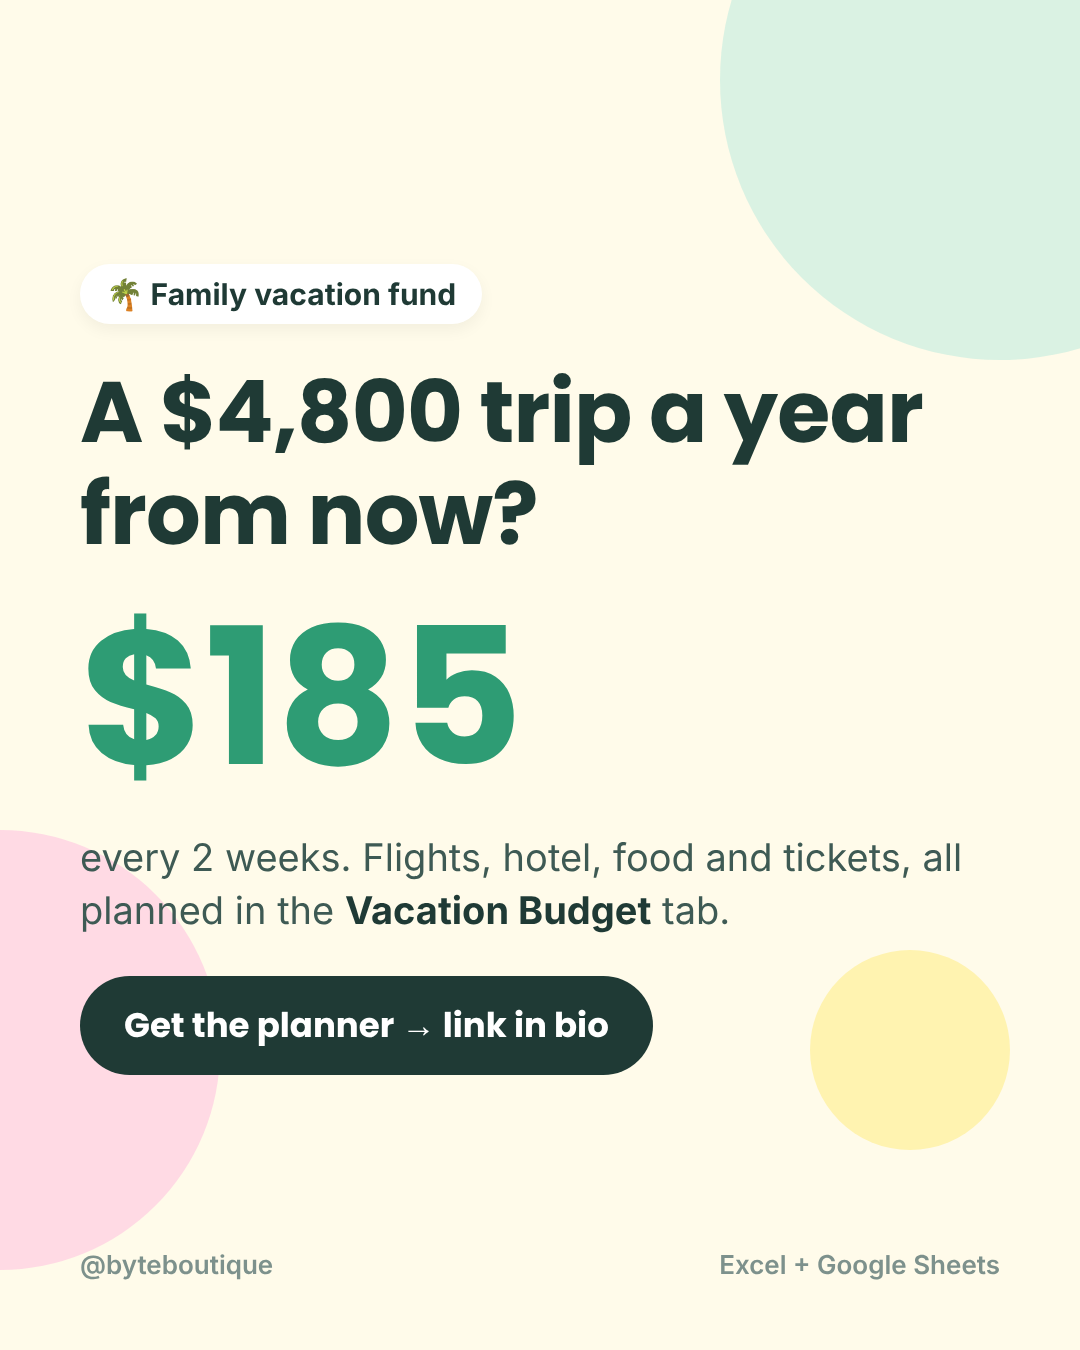 🌴 Family vacation fund
A $4,800 trip a year
from now?
$185
every 2 weeks. Flights, hotel, food and tickets, all
planned in the Vacation Budget tab.
Get the planner → link in bio
@byteboutique
Excel + Google Sheets